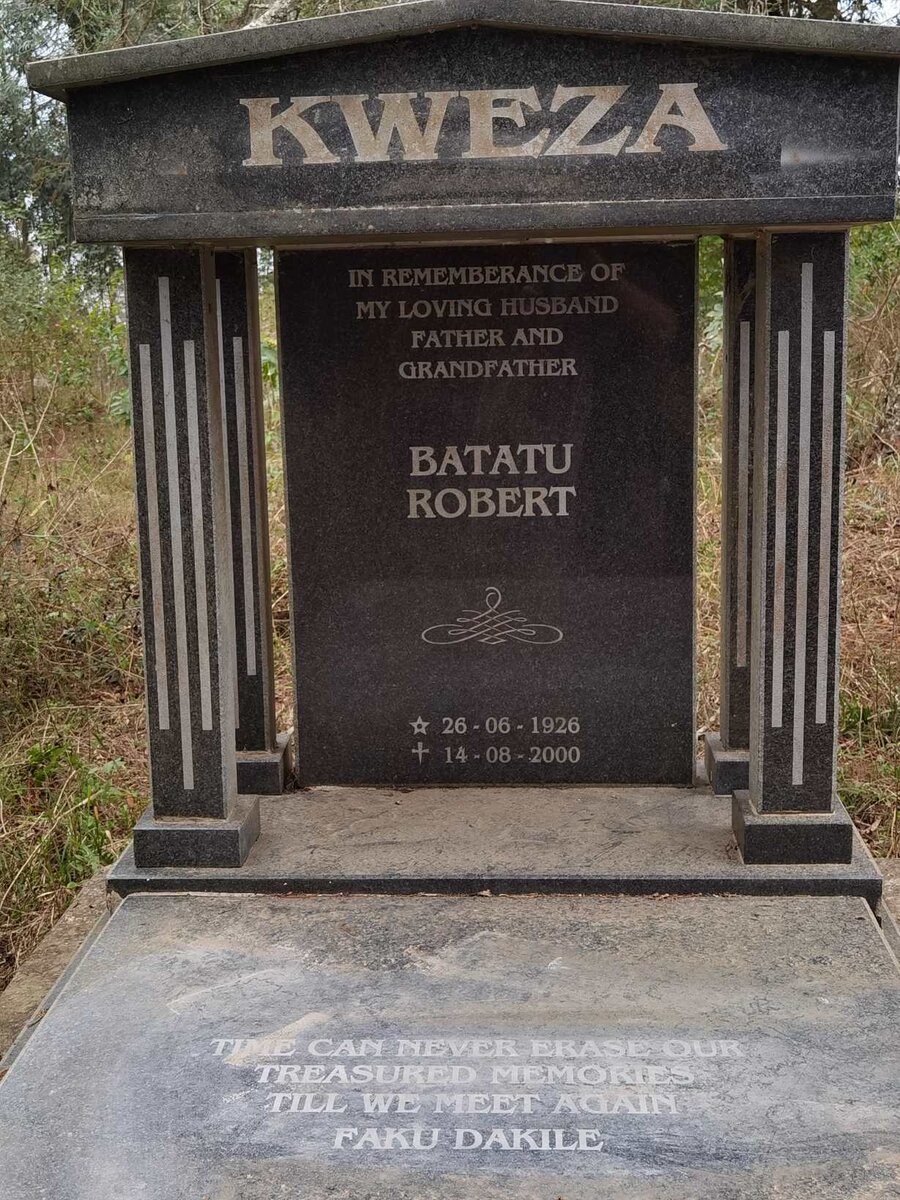 KWEZA
IN REMEMBERANCE OF
MY LOVING HUSBAND
FATHER AND
GRANDFATHER
BATATU
ROBERT
☆ 26 - 06 - 1926
✝ 14 - 08 - 2000
TIME CAN NEVER ERASE OUR
TREASURED MEMORIES
TILL WE MEET AGAIN
FAKU DAKILE